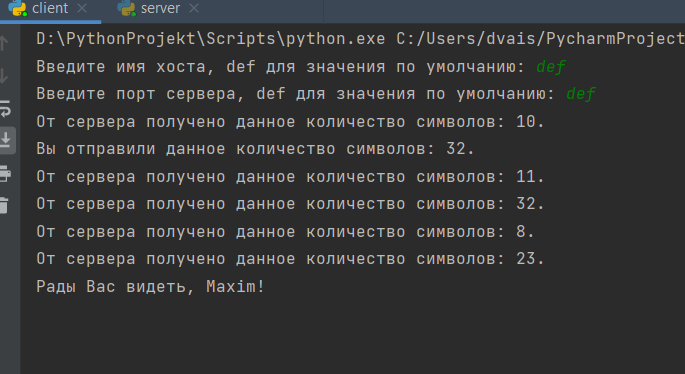 client server
D:\PythonProjekt\Scripts\python.exe C:/Users/dvais/PycharmProject
Введите имя хоста, def для значения по умолчанию: def
Введите порт сервера, def для значения по умолчанию: def
От сервера получено данное количество символов: 10.
Вы отправили данное количество символов: 32.
От сервера получено данное количество символов: 11.
От сервера получено данное количество символов: 32.
От сервера получено данное количество символов: 8.
От сервера получено данное количество символов: 23.
Рады Вас видеть, Maxim!